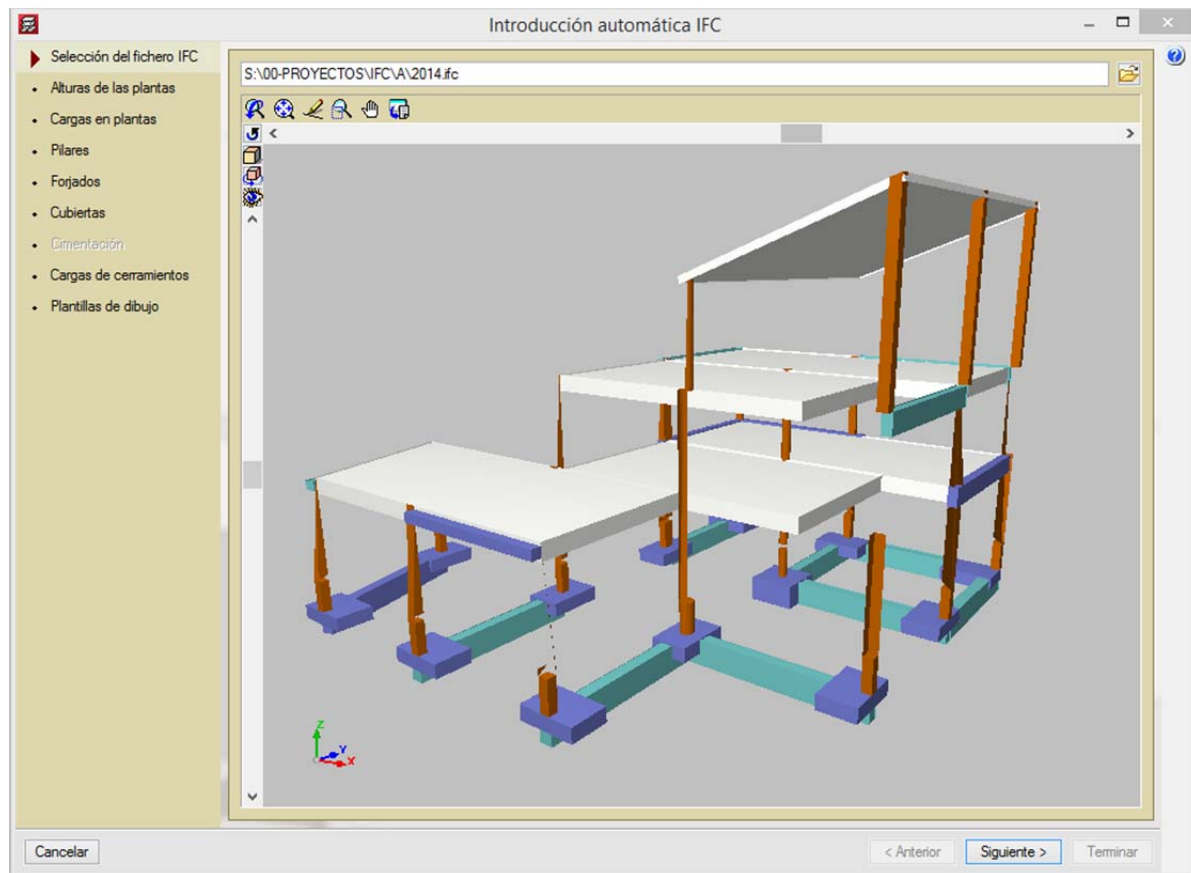 Introducción automática IFC
Selección del fichero IFC
Alturas de las plantas
Cargas en plantas
Pilares
Forjados
Cubiertas
Cimentación
Cargas de cerramientos
Plantillas de dibujo
S:\00-PROYECTOS\IFC\A\2014.ifc
Z
Y
X
Cancelar
< Anterior
Siguiente >
Terminar